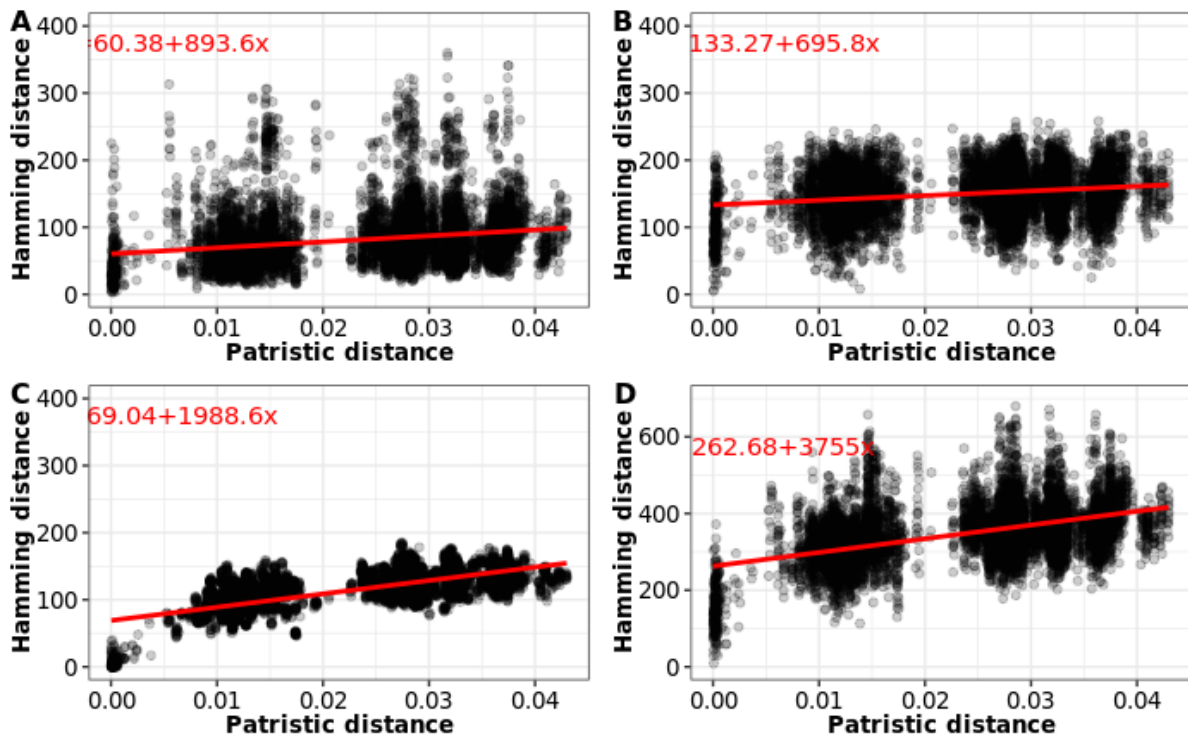 A
B
400
300
200
100
0
Hamming distance
60.38+893.6x
0.00 0.01 0.02 0.03 0.04
Patristic distance
400
300
200
100
0
Hamming distance
133.27+695.8x
0.00 0.01 0.02 0.03 0.04
Patristic distance
C
D
400
300
200
100
0
Hamming distance
69.04+1988.6x
0.00 0.01 0.02 0.03 0.04
Patristic distance
600
400
200
0
Hamming distance
262.68+3755x
0.00 0.01 0.02 0.03 0.04
Patristic distance